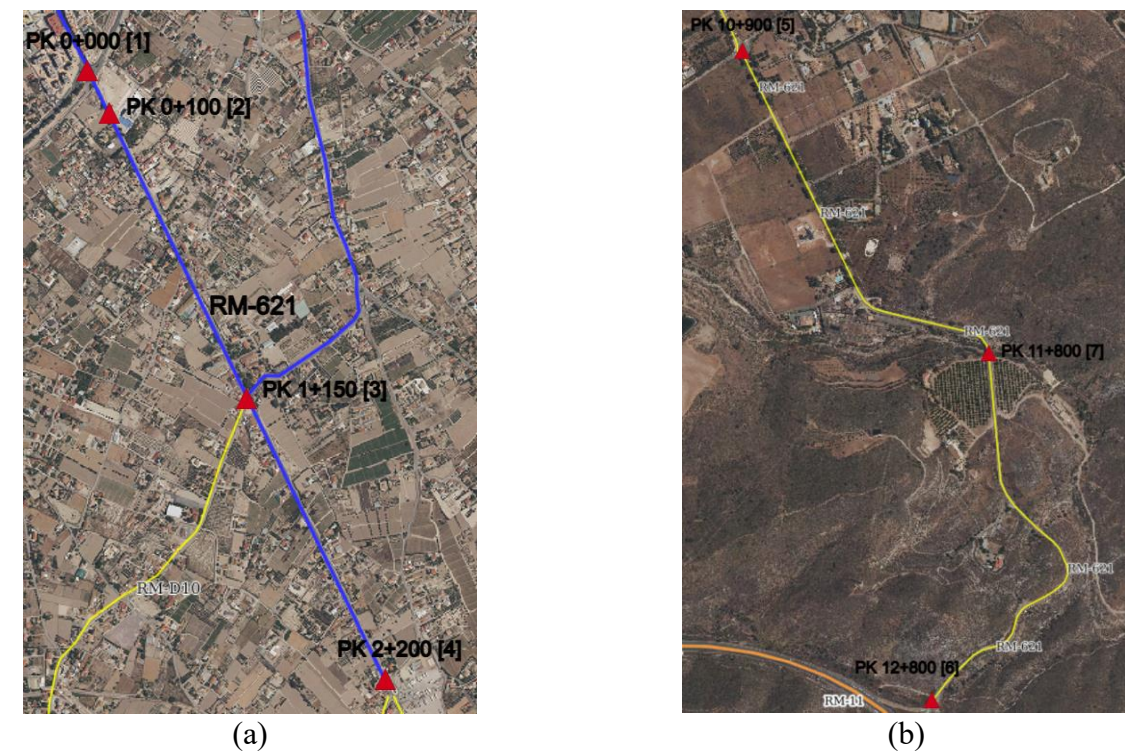 PK 0+000 [1]
PK 0+100 [2]
RM-621
PK 1+150 [3]
RM-D10
PK 2+200 [4]
(a)
PK 10+900 [5]
RM-621
RM-621
RM-621
PK 11+800 [7]
RM-621
RM-621
PK 12+800 [6]
RM-11
(b)